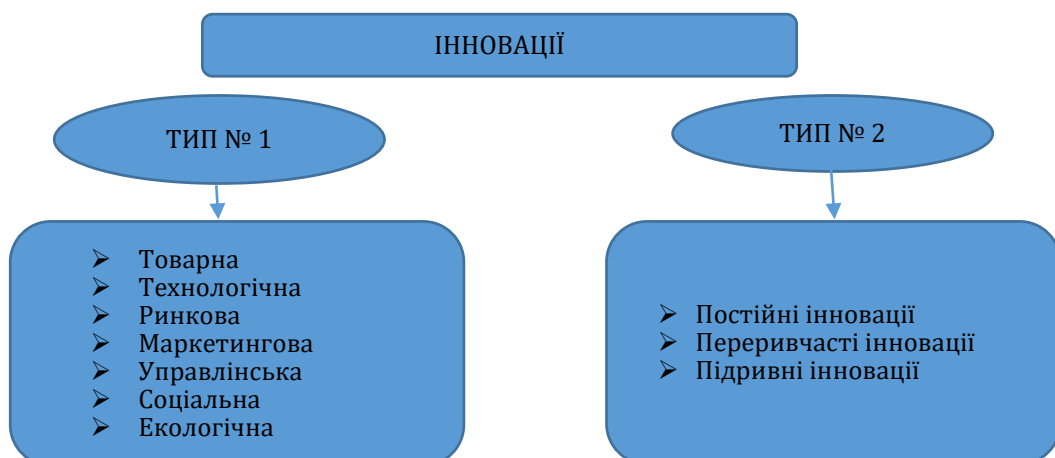 ІННОВАЦІЇ
ТИП № 1
ТИП № 2
➢ Товарна
➢ Технологічна
➢ Ринкова
➢ Маркетингова
➢ Управлінська
➢ Соціальна
➢ Екологічна
➢ Постійні інновації
➢ Переривчасті інновації
➢ Підривні інновації